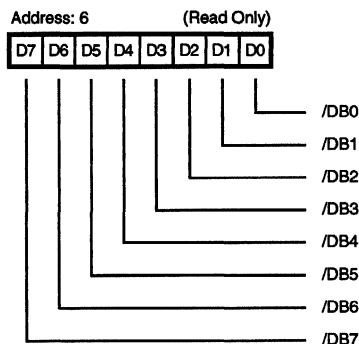 Address: 6 (Read Only)
D7 D6 D5 D4 D3 D2 D1 D0
/DB0
/DB1
/DB2
/DB3
/DB4
/DB5
/DB6
/DB7